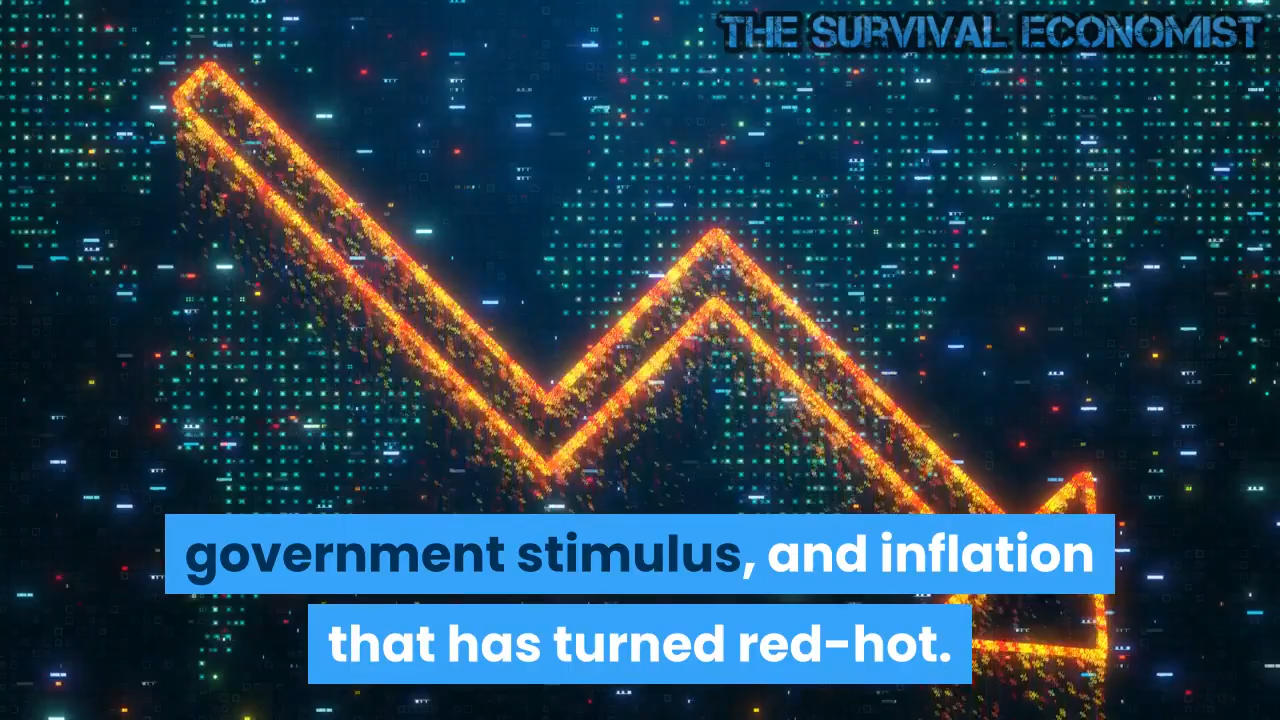 THE SURVIVAL ECONOMIST
government stimulus, and inflation
that has turned red-hot.